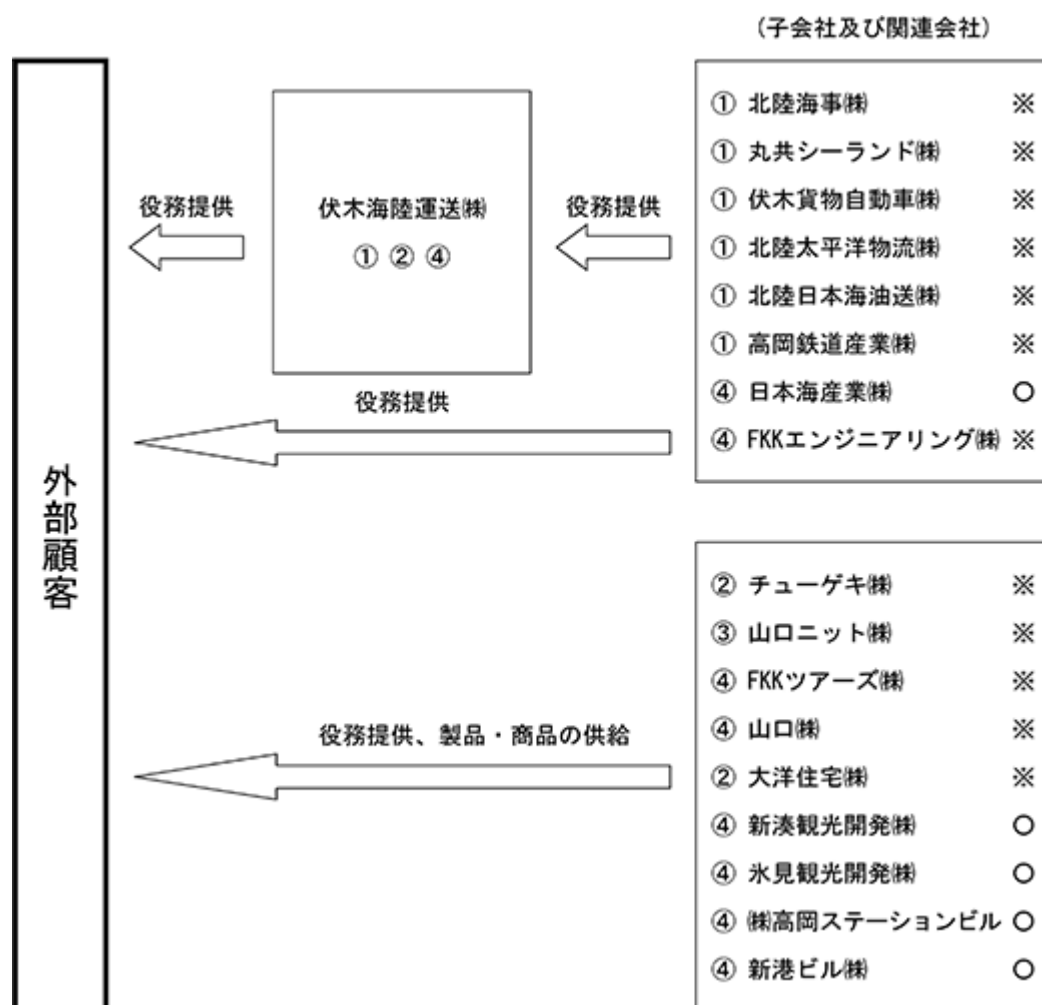 (子会社及び関連会社)
① 北陸海事㈱ ※
① 丸共シーランド㈱ ※
① 伏木貨物自動車㈱ ※
① 北陸太平洋物流㈱ ※
① 北陸日本海油送㈱ ※
① 高岡鉄道産業㈱ ※
④ 日本海産業㈱ ○
④ FKKエンジニアリング㈱ ※
役務提供
伏木海陸運送㈱
① ② ④
役務提供
役務提供
外部顧客
② チューゲキ㈱ ※
③ 山口ニット㈱ ※
④ FKKツアーズ㈱ ※
④ 山口㈱ ※
② 大洋住宅㈱ ※
④ 新湊観光開発㈱ ○
④ 氷見観光開発㈱ ○
④ ㈱高岡ステーションビル ○
④ 新港ビル㈱ ○
役務提供、製品・商品の供給